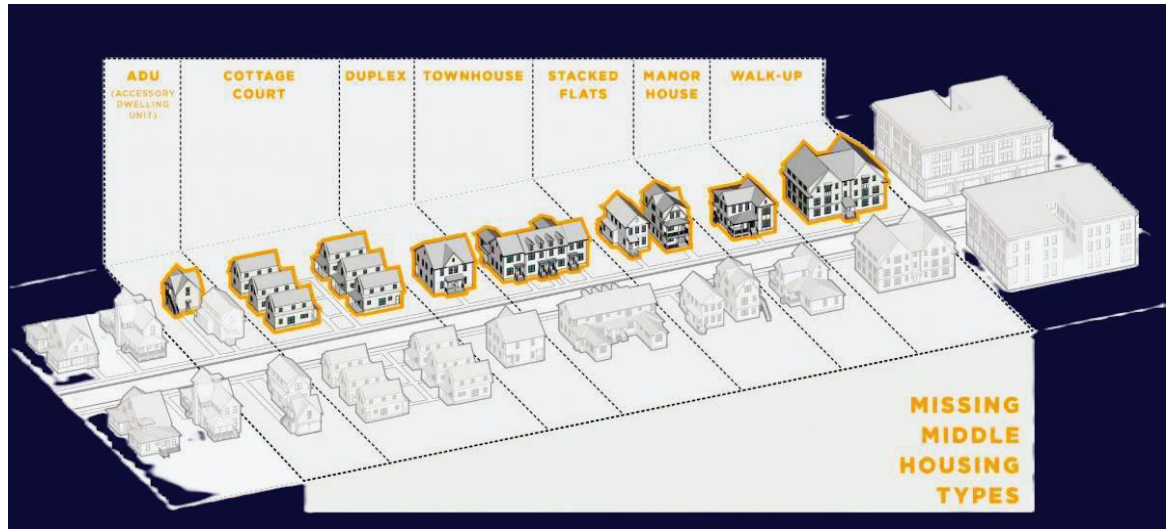 ADU
(ACCESSORY
DWELLING
UNIT)
COTTAGE
COURT
DUPLEX
TOWNHOUSE
STACKED
FLATS
MANOR
HOUSE
WALK-UP
MISSING
MIDDLE
HOUSING
TYPES